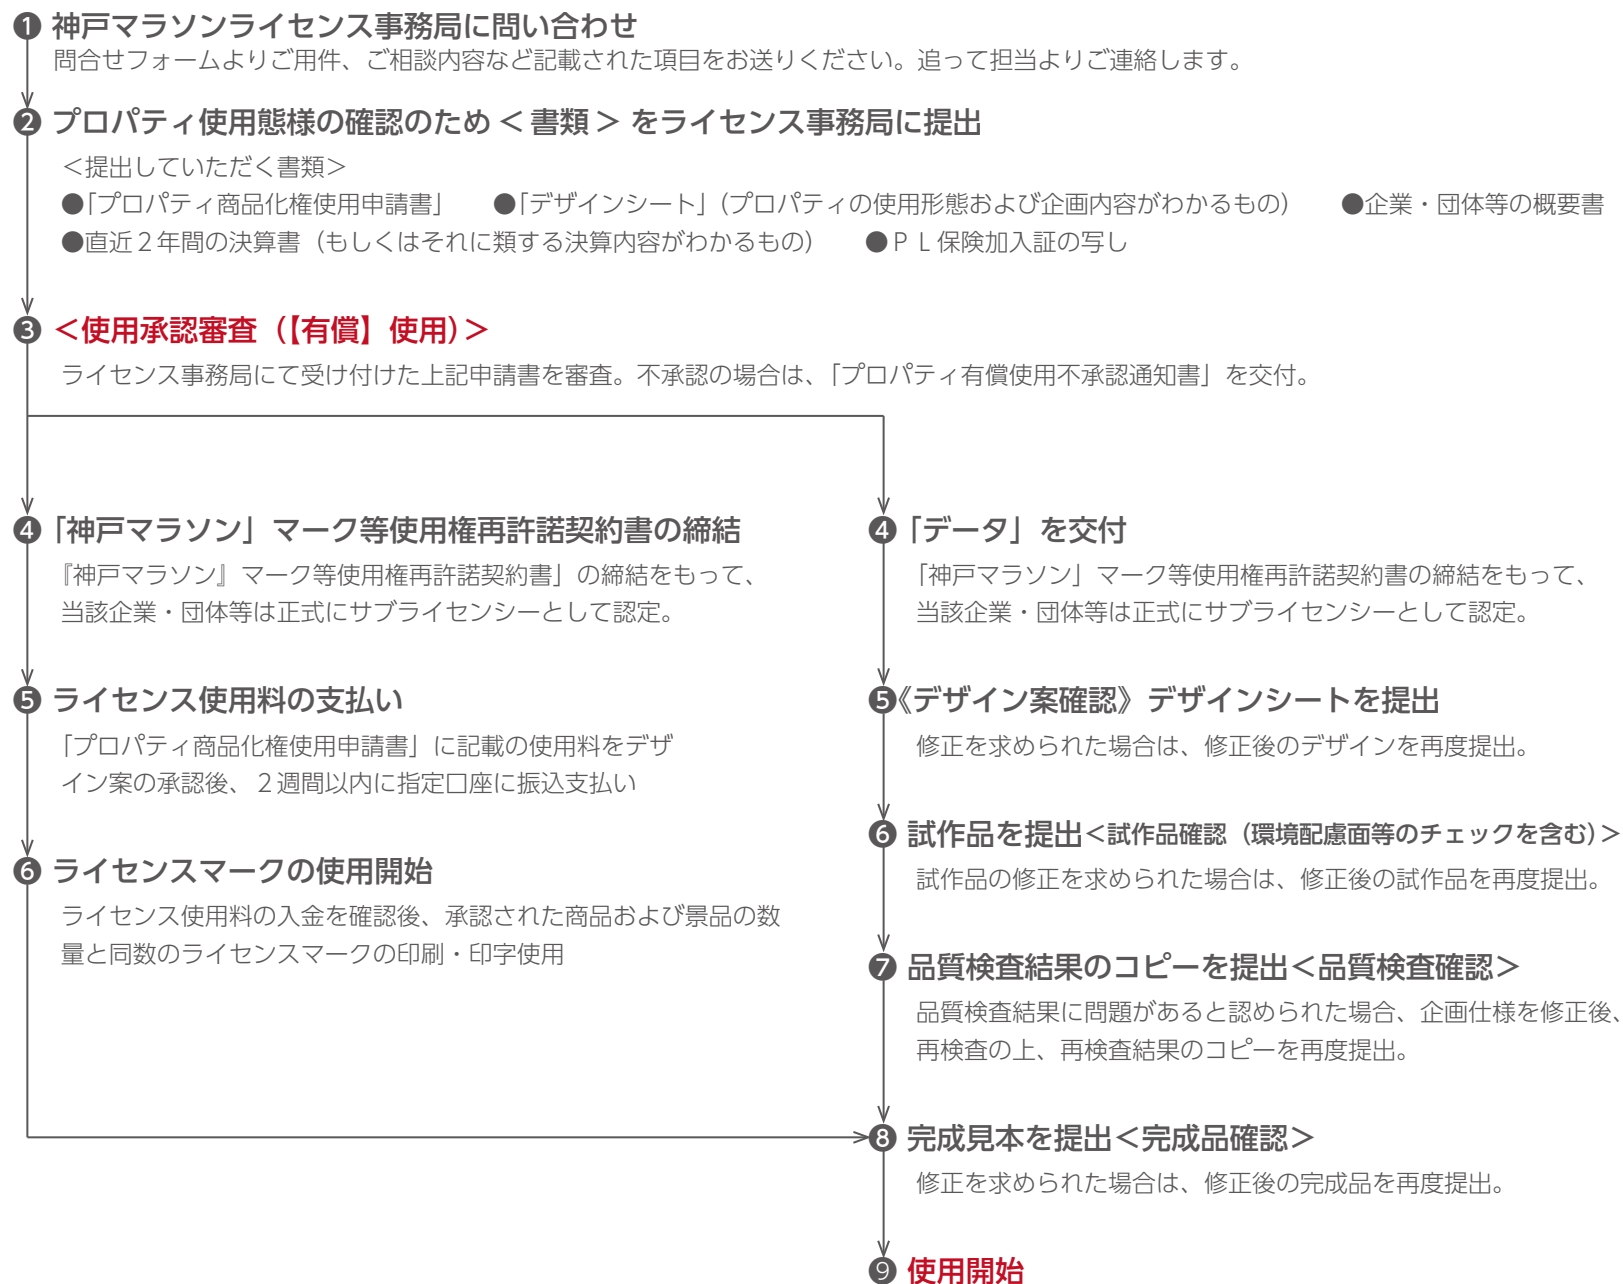 ❶ 神戸マラソンライセンス事務局に問い合わせ
問合せフォームよりご用件、ご相談内容など記載された項目をお送りください。追って担当よりご連絡します。
❷ プロパティ使用態様の確認のため＜書類＞をライセンス事務局に提出
＜提出していただく書類＞
●「プロパティ商品化権使用申請書」 ●「デザインシート」（プロパティの使用形態および企画内容がわかるもの） ●企業・団体等の概要書
●直近２年間の決算書（もしくはそれに類する決算内容がわかるもの） ●ＰＬ保険加入証の写し
❸ ＜使用承認審査（【有償】使用）＞
ライセンス事務局にて受け付けた上記申請書を審査。不承認の場合は、「プロパティ有償使用不承認通知書」を交付。
❹「神戸マラソン」マーク等使用権再許諾契約書の締結
『神戸マラソン』マーク等使用権再許諾契約書」の締結をもって、
当該企業・団体等は正式にサブライセンシーとして認定。
❺ ライセンス使用料の支払い
「プロパティ商品化権使用申請書」に記載の使用料をデザ
イン案の承認後、２週間以内に指定口座に振込支払い
❻ ライセンスマークの使用開始
ライセンス使用料の入金を確認後、承認された商品および景品の数
量と同数のライセンスマークの印刷・印字使用
❹「データ」を交付
「神戸マラソン」マーク等使用権再許諾契約書の締結をもって、
当該企業・団体等は正式にサブライセンシーとして認定。
❺《デザイン案確認》デザインシートを提出
修正を求められた場合は、修正後のデザインを再度提出。
❻ 試作品を提出＜試作品確認（環境配慮面等のチェックを含む）＞
試作品の修正を求められた場合は、修正後の試作品を再度提出。
❼ 品質検査結果のコピーを提出＜品質検査確認＞
品質検査結果に問題があると認められた場合、企画仕様を修正後、
再検査の上、再検査結果のコピーを再度提出。
❽ 完成見本を提出＜完成品確認＞
修正を求められた場合は、修正後の完成品を再度提出。
❾ 使用開始